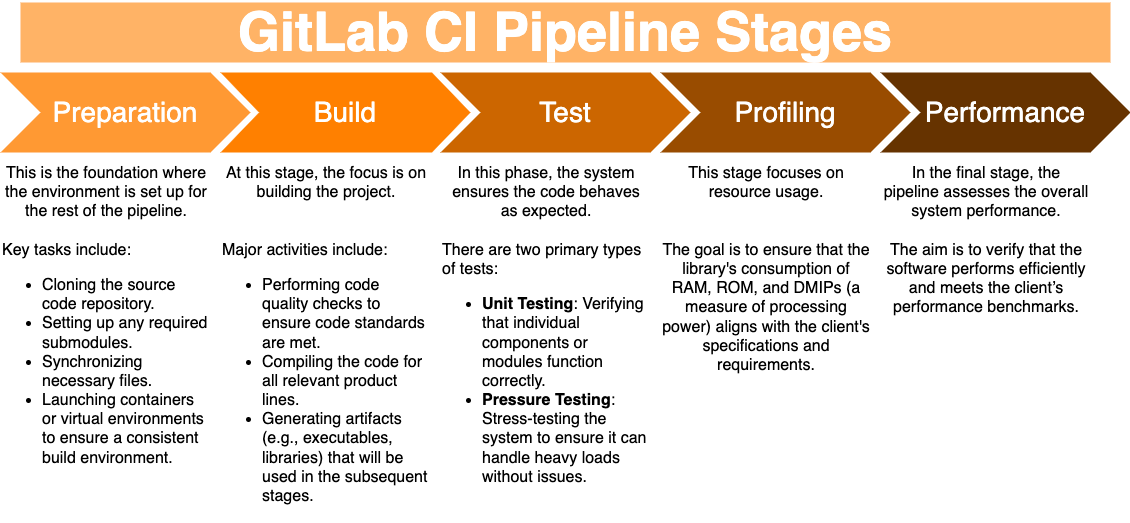 GitLab CI Pipeline Stages
Preparation
Build
Test
Profiling
Performance
This is the foundation where
the environment is set up for
the rest of the pipeline.
Key tasks include:
• Cloning the source
code repository.
• Setting up any required
submodules.
• Synchronizing
necessary files.
• Launching containers
or virtual environments
to ensure a consistent
build environment.
At this stage, the focus is on
building the project.
Major activities include:
• Performing code
quality checks to
ensure code standards
are met.
• Compiling the code for
all relevant product
lines.
• Generating artifacts
(e.g., executables,
libraries) that will be
used in the subsequent
stages.
In this phase, the system
ensures the code behaves
as expected.
There are two primary types
of tests:
• Unit Testing: Verifying
that individual
components or
modules function
correctly.
• Pressure Testing:
Stress-testing the
system to ensure it can
handle heavy loads
without issues.
This stage focuses on
resource usage.
The goal is to ensure that the
library's consumption of
RAM, ROM, and DMIPs (a
measure of processing
power) aligns with the client's
specifications and
requirements.
In the final stage, the
pipeline assesses the overall
system performance.
The aim is to verify that the
software performs efficiently
and meets the client’s
performance benchmarks.